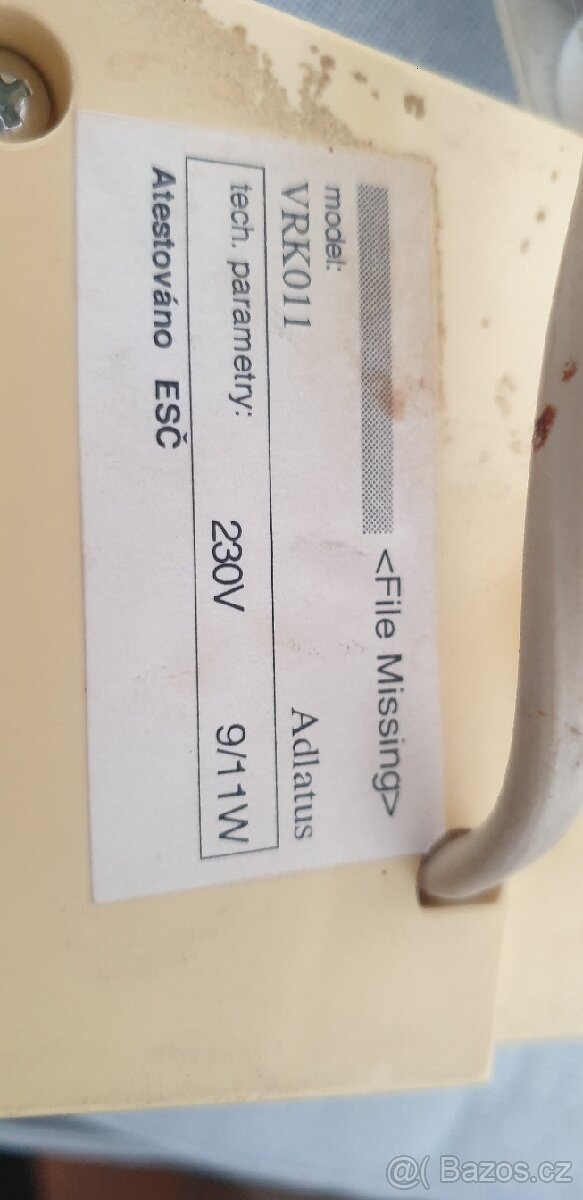 <File Missing>
model:
VRK011 Adlatus
tech. parametry: 230V 9/11W
Atestováno ESČ
@( Bazos.cz